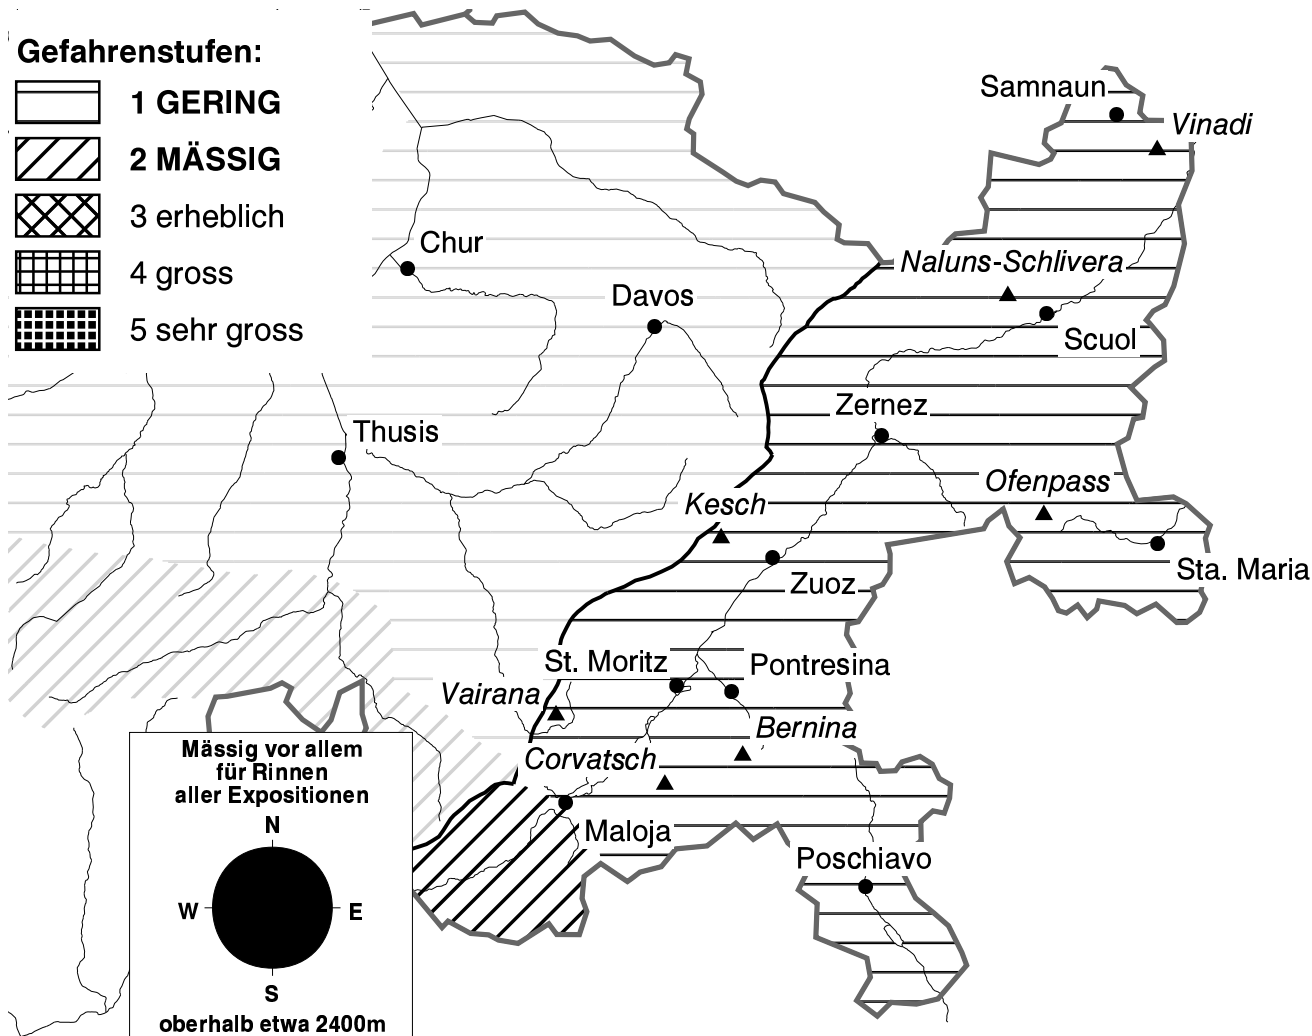 Gefahrenstufen:
1 GERING
2 MÄSSIG
3 erheblich
4 gross
5 sehr gross
Samnaun
Vinadi
Chur
Naluns-Schlivera
Davos
Scuol
Zernez
Thusis
Ofenpass
Kesch
Sta. Maria
Zuoz
St. Moritz
Pontresina
Vairana
Bernina
Corvatsch
Maloja
Poschiavo
Mässig vor allem
für Rinnen
aller Expositionen
N
W E
S
oberhalb etwa 2400m